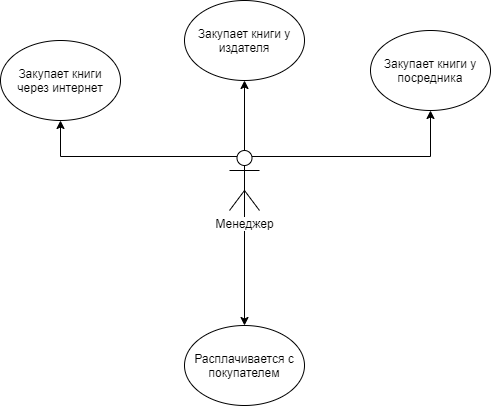 Закупает книги
через интернет
Закупает книги у
издателя
Закупает книги у
посредника
Менеджер
Расплачивается с
покупателем